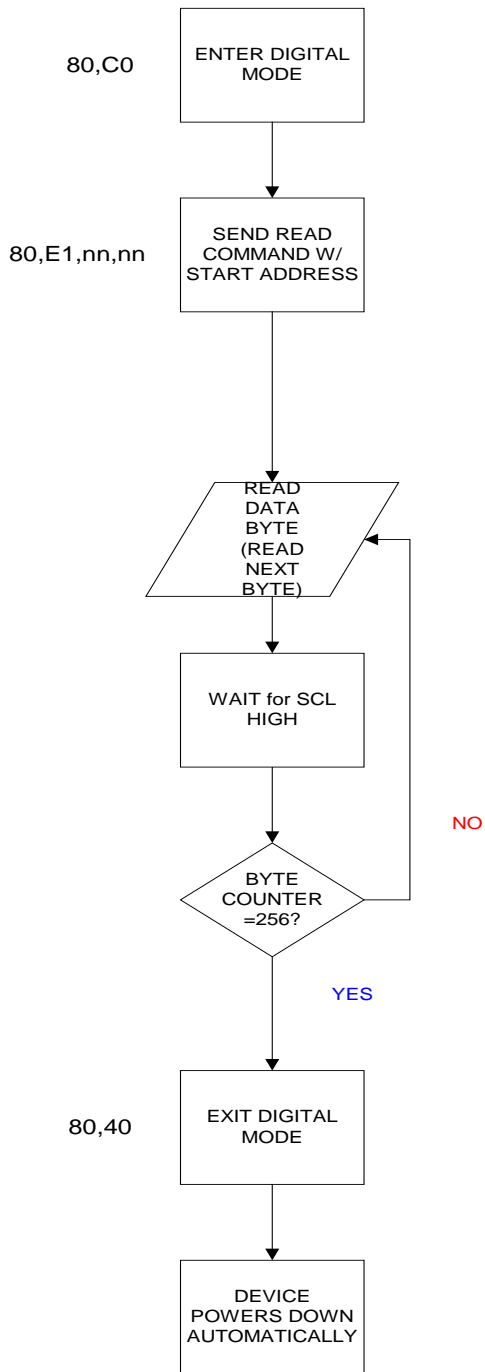 80,C0
ENTER DIGITAL
MODE
80,E1,nn,nn
SEND READ
COMMAND W/
START ADDRESS
READ
DATA
BYTE
(READ
NEXT
BYTE)
WAIT for SCL
HIGH
NO
BYTE
COUNTER
=256?
YES
80,40
EXIT DIGITAL
MODE
DEVICE
POWERS DOWN
AUTOMATICALLY